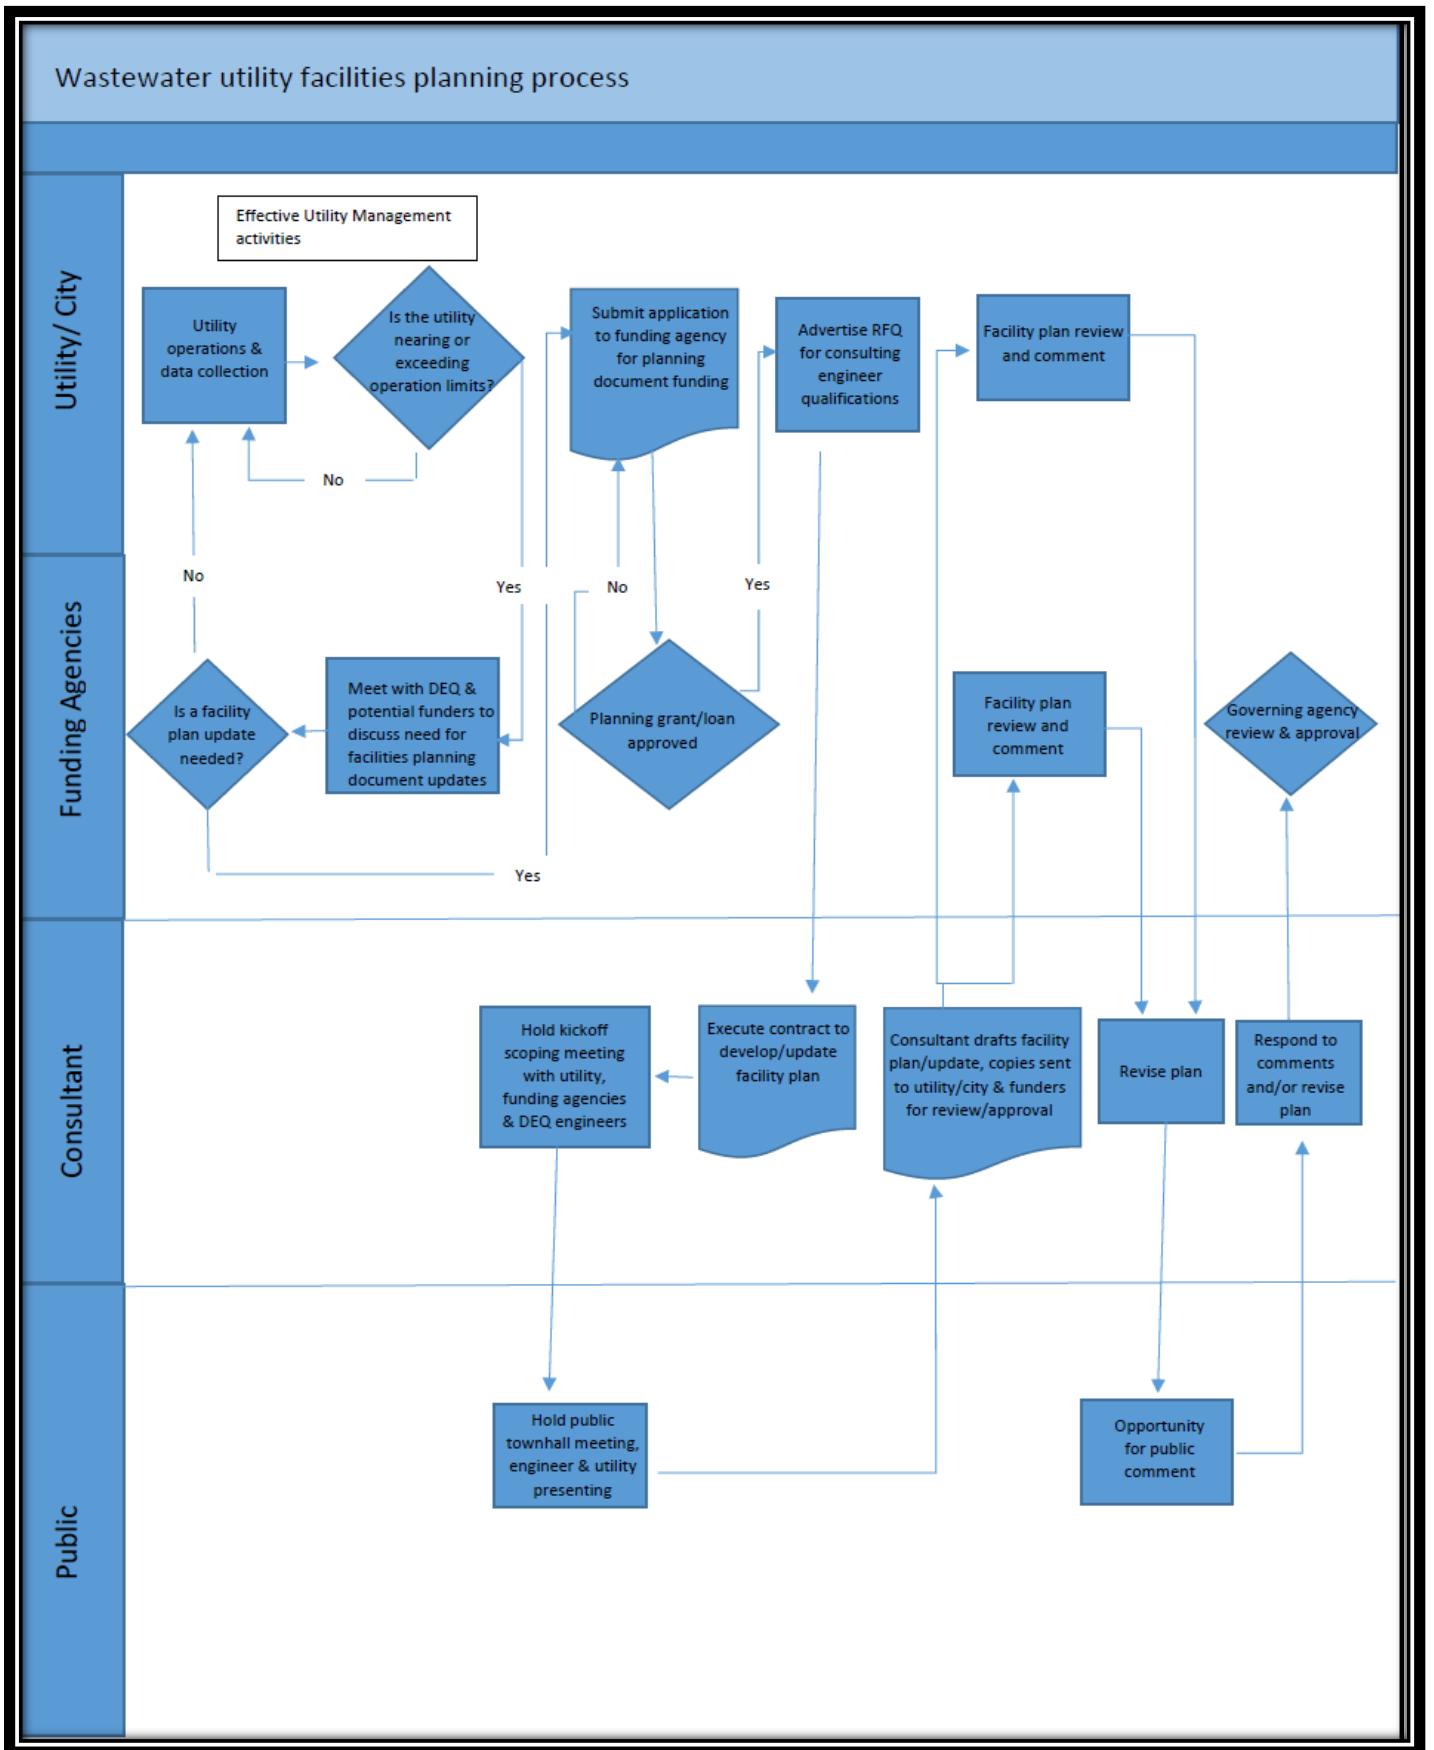 Wastewater utility facilities planning process
Utility/ City
Effective Utility Management
activities
Utility
operations &
data collection
Is the utility
nearing or
exceeding
operation limits?
No
Submit application
to funding agency
for planning
document funding
Advertise RFQ
for consulting
engineer
qualifications
Facility plan review
and comment
Funding Agencies
No
Yes
No
Yes
Is a facility
plan update
needed?
Meet with DEQ &
potential funders to
discuss need for
facilities planning
document updates
Planning grant/loan
approved
Facility plan
review and
comment
Governing agency
review & approval
Yes
Consultant
Hold kickoff
scoping meeting
with utility,
funding agencies
& DEQ engineers
Execute contract to
develop/update
facility plan
Consultant drafts facility
plan/update, copies sent
to utility/city & funders
for review/approval
Revise plan
Respond to
comments
and/or revise
plan
Public
Hold public
townhall meeting,
engineer & utility
presenting
Opportunity
for public
comment